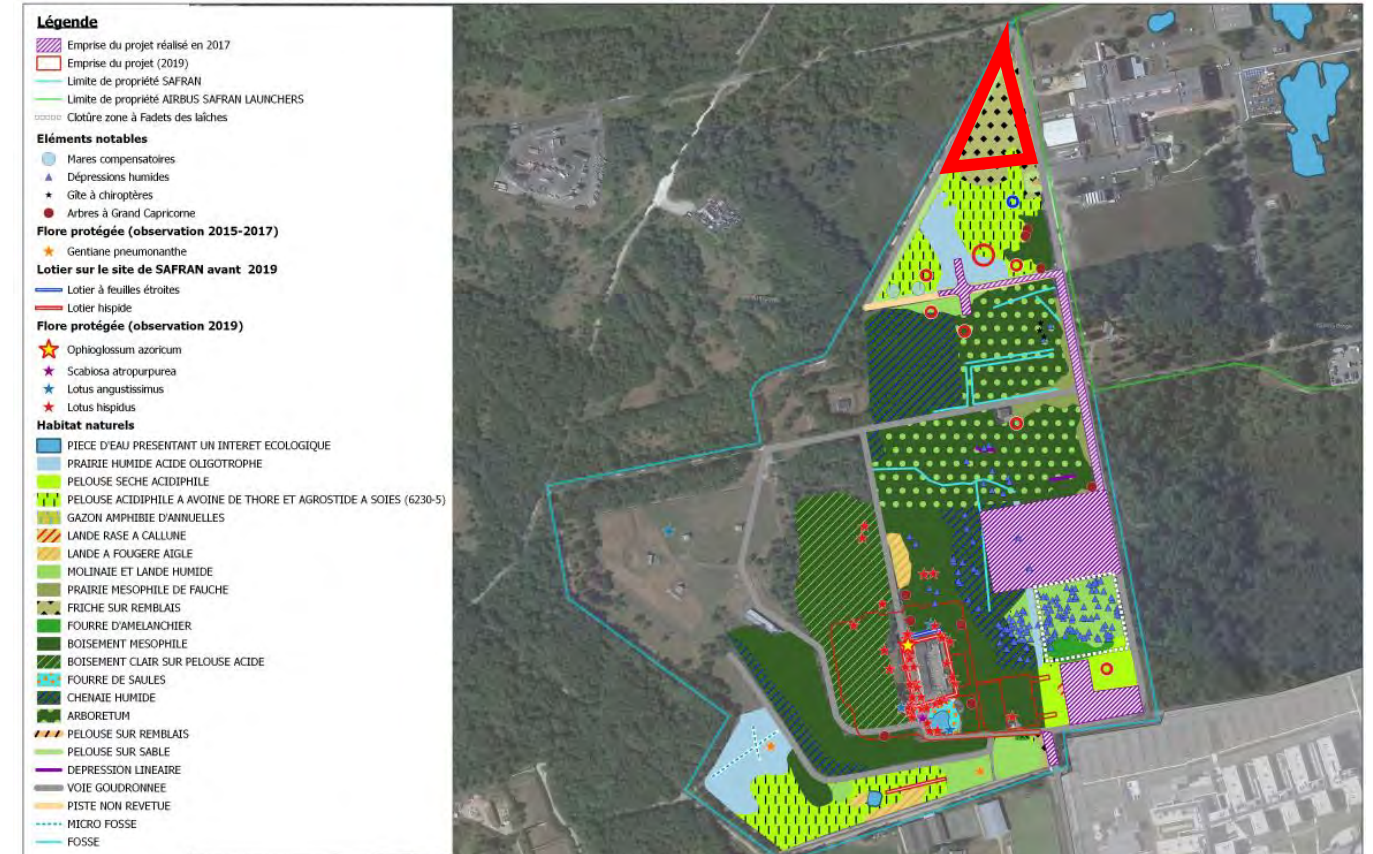 Légende
Emprise du projet réalisé en 2017
Emprise du projet (2019)
Limite de propriété SAFRAN
Limite de propriété AIRBUS SAFRAN LAUNCHERS
Clotûre zone à Fadets des laîches
Eléments notables
Mares compensatoires
Dépressions humides
Gîte à chiroptères
Arbres à Grand Capricorne
Flore protégée (observation 2015-2017)
Gentiane pneumonanthe
Lotier sur le site de SAFRAN avant 2019
Lotier à feuilles étroites
Lotier hispide
Flore protégée (observation 2019)
Ophioglossum azoricum
Scabiosa atropurpurea
Lotus angustissimus
Lotus hispidus
Habitat naturels
PIECE D'EAU PRESENTANT UN INTERET ECOLOGIQUE
PRAIRIE HUMIDE ACIDE OLIGOTROPHE
PELOUSE SECHE ACIDIPHILE
PELOUSE ACIDIPHILE A AVOINE DE THORE ET AGROSTIDE A SOIES (6230-5)
GAZON AMPHIBIE D'ANNUELLES
LANDE RASE A CALLUNE
LANDE A FOUGERE AIGLE
MOLINAIE ET LANDE HUMIDE
PRAIRIE MESOPHILE DE FAUCHE
FRICHE SUR REMBLAIS
FOURRE D'AMELANCHIER
BOISEMENT MESOPHILE
BOISEMENT CLAIR SUR PELOUSE ACIDE
FOURRE DE SAULES
CHENAIE HUMIDE
ARBORETUM
PELOUSE SUR REMBLAIS
PELOUSE SUR SABLE
DEPRESSION LINEAIRE
VOIE GOUDRONNEE
PISTE NON REVETUE
MICRO FOSSE
FOSSE